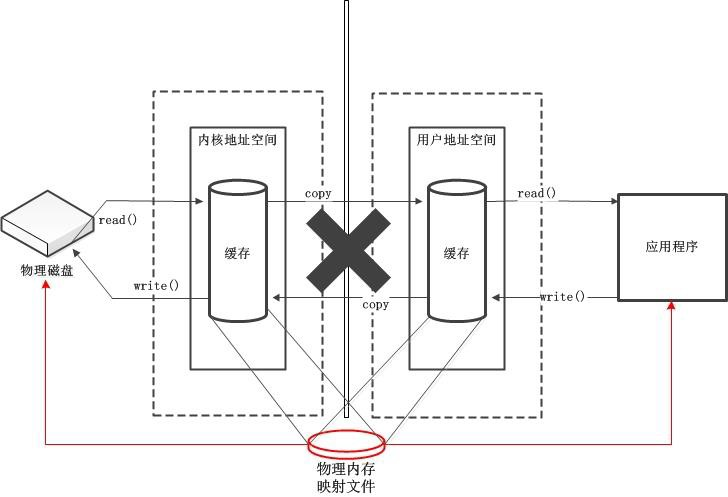 内核地址空间
用户地址空间
copy
read()
read()
缓存
缓存
应用程序
物理磁盘
write()
write()
copy
物理内存
映射文件